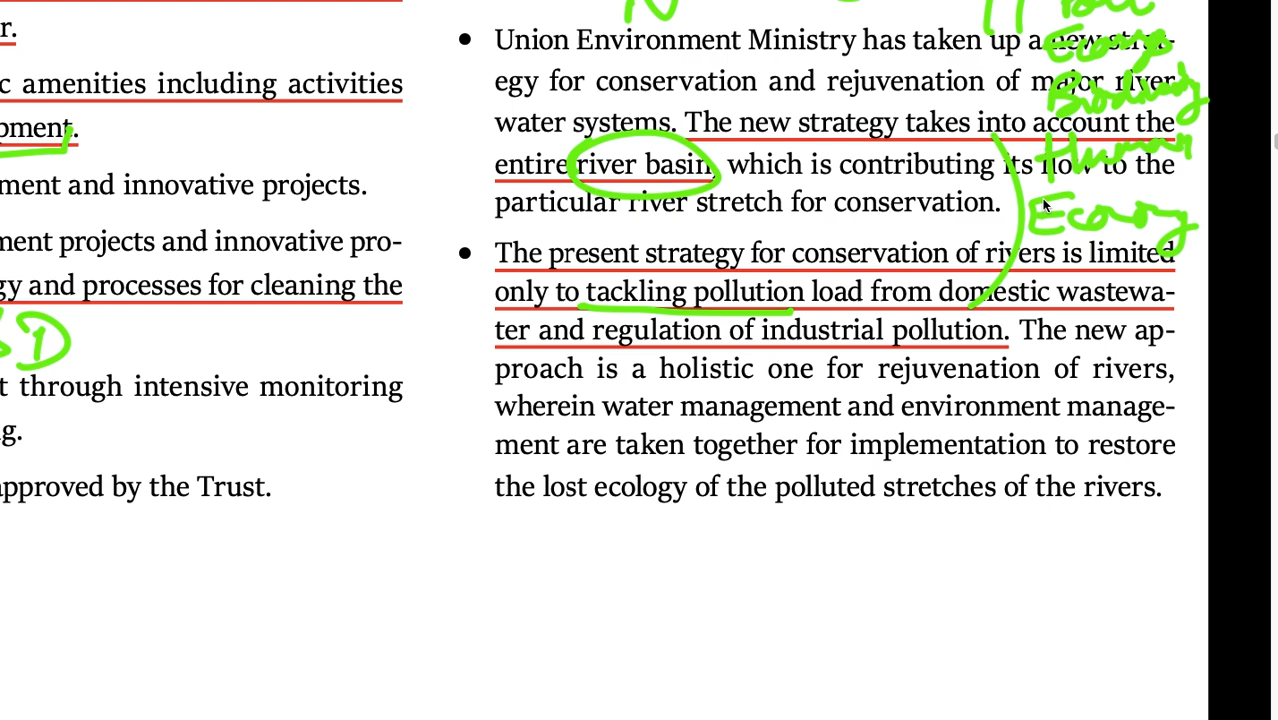 r.
c amenities including activities
pment.
ment and innovative projects.
ment projects and innovative pro-
gy and processes for cleaning the
D
t through intensive monitoring
g.
approved by the Trust.
• Union Environment Ministry has taken up a new strat-
egy for conservation and rejuvenation of major river
water systems. The new strategy takes into account the
entire river basin, which is contributing its flow to the
particular river stretch for conservation.
• The present strategy for conservation of rivers is limited
only to tackling pollution load from domestic wastewa-
ter and regulation of industrial pollution. The new ap-
proach is a holistic one for rejuvenation of rivers,
wherein water management and environment manage-
ment are taken together for implementation to restore
the lost ecology of the polluted stretches of the rivers.
Human